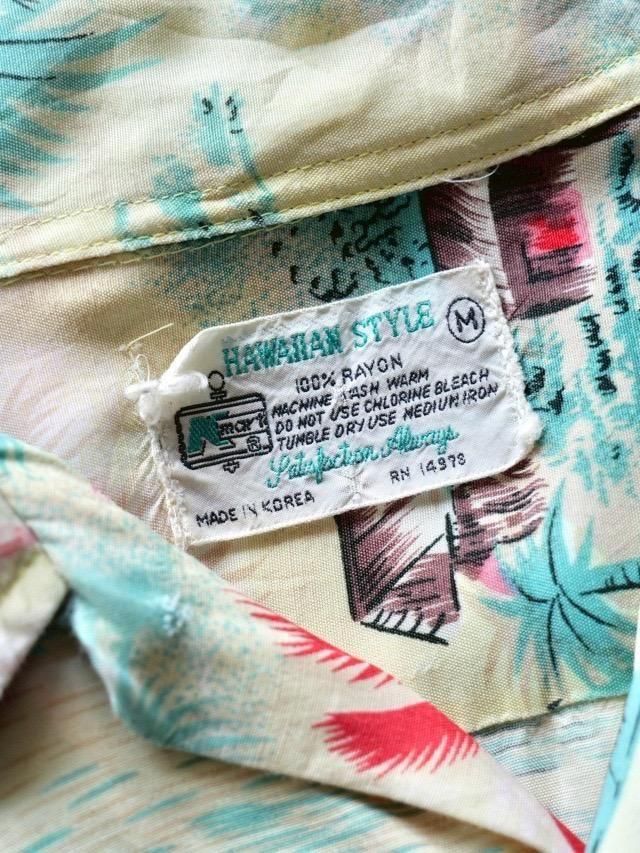 HAWAIIAN STYLE M
100% RAYON
MACHINE WASH WARM
DO NOT USE CHLORINE BLEACH
TUMBLE DRY USE MEDIUM IRON
Kmart ®
Satisfaction Always
RN 14978
MADE IN KOREA